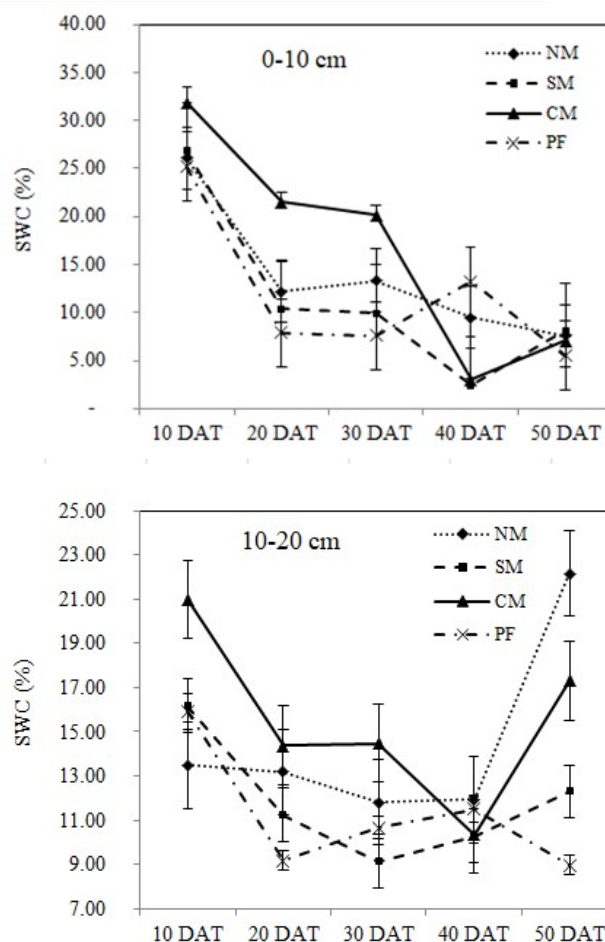 40.00
35.00
30.00
25.00
20.00
15.00
10.00
5.00
-
SWC (%)
0-10 cm
NM
SM
CM
PF
10 DAT 20 DAT 30 DAT 40 DAT 50 DAT
25.00
23.00
21.00
19.00
17.00
15.00
13.00
11.00
9.00
7.00
SWC (%)
10-20 cm
NM
SM
CM
PF
10 DAT 20 DAT 30 DAT 40 DAT 50 DAT